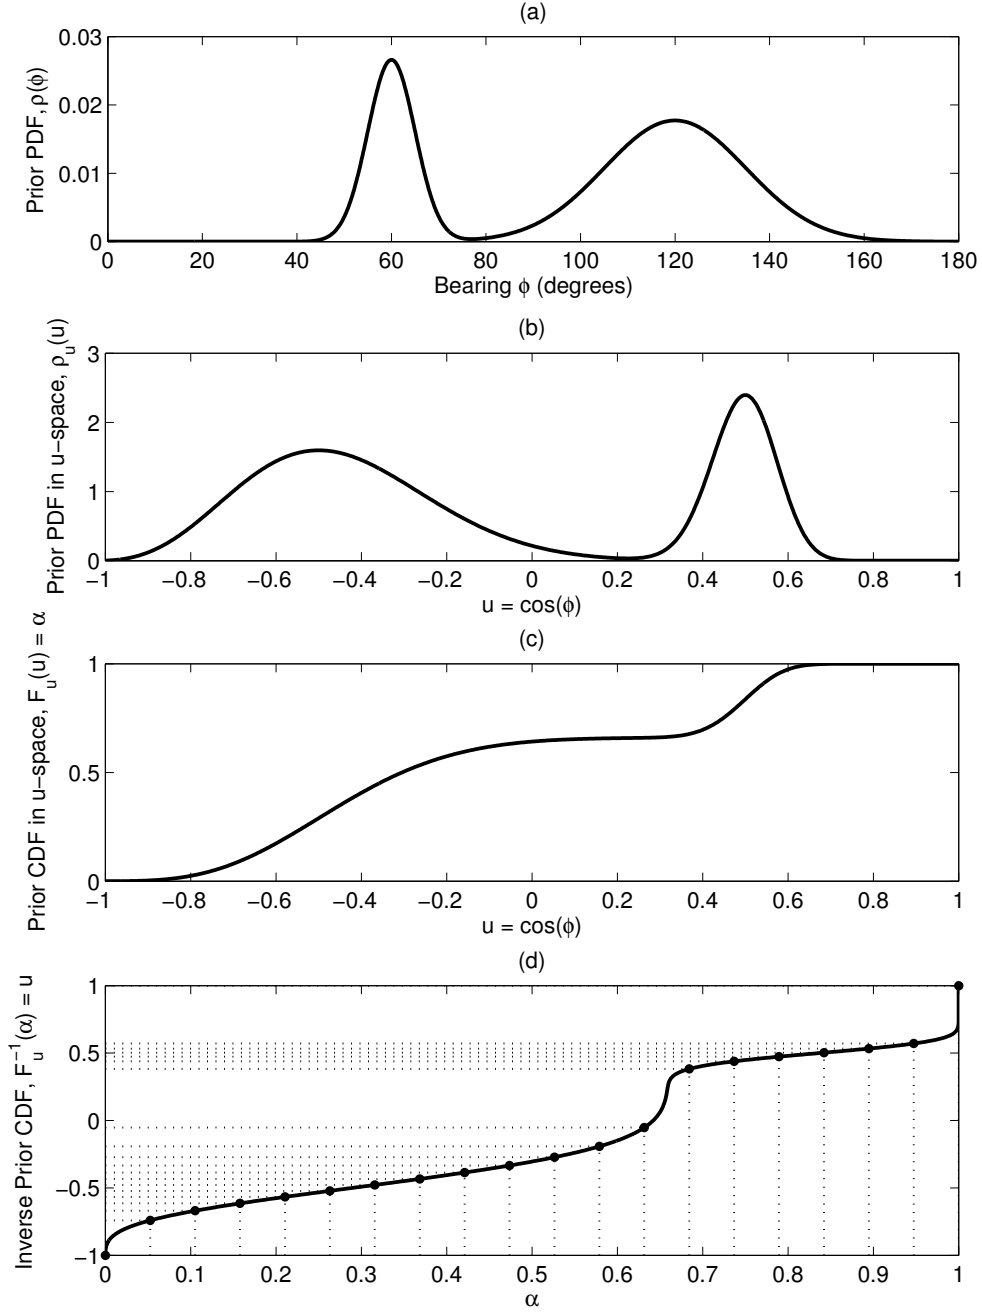 (a)
Prior PDF, ρ(ϕ)
0.03
0.02
0.01
0
0 20 40 60 80 100 120 140 160 180
Bearing ϕ (degrees)
(b)
Prior PDF in u−space, ρ_u(u)
3
2
1
0
−1 −0.8 −0.6 −0.4 −0.2 0 0.2 0.4 0.6 0.8 1
u = cos(ϕ)
(c)
Prior CDF in u−space, F_u(u) = α
1
0.5
0
−1 −0.8 −0.6 −0.4 −0.2 0 0.2 0.4 0.6 0.8 1
u = cos(ϕ)
(d)
Inverse Prior CDF, F_u^{−1}(α) = u
1
0.5
0
−0.5
−1
0 0.1 0.2 0.3 0.4 0.5 0.6 0.7 0.8 0.9 1
α